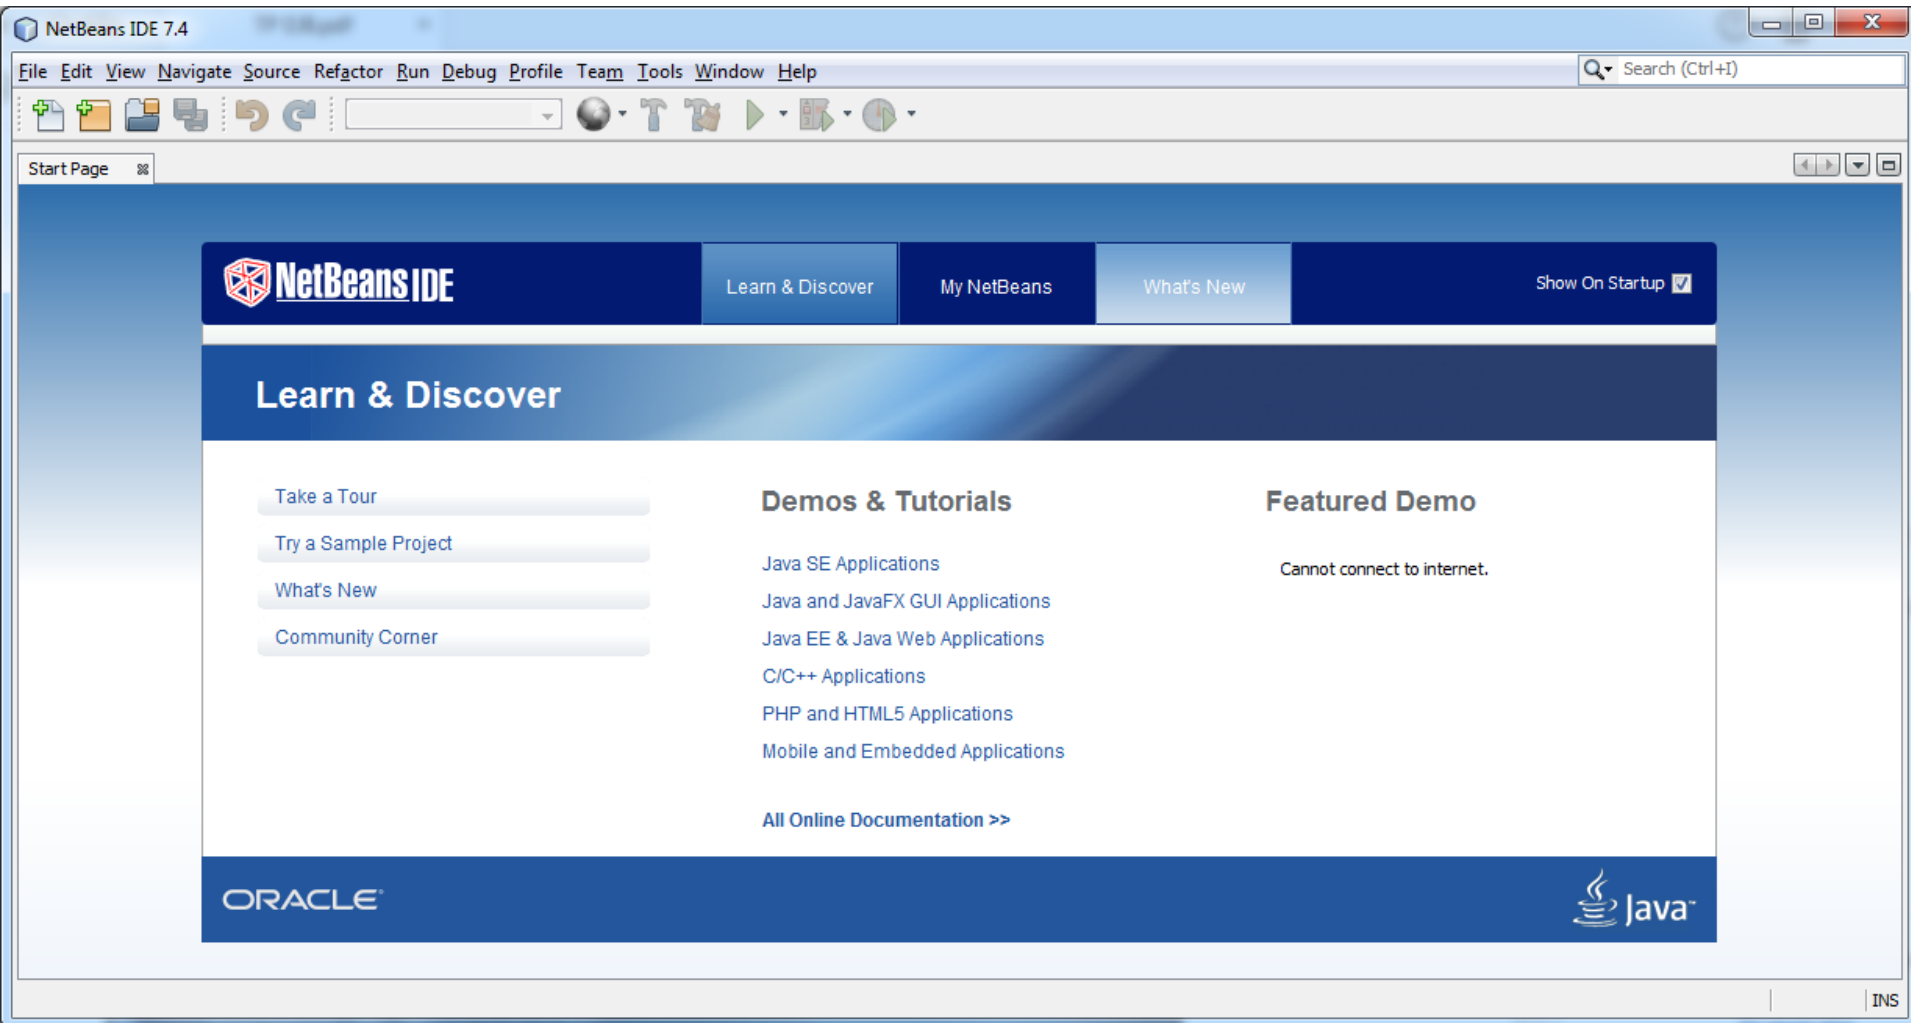 NetBeans IDE 7.4
File Edit View Navigate Source Refactor Run Debug Profile Team Tools Window Help
Search (Ctrl+I)
Start Page
NetBeans IDE
Learn & Discover
My NetBeans
What's New
Show On Startup
Learn & Discover
Take a Tour
Try a Sample Project
What's New
Community Corner
Demos & Tutorials
Java SE Applications
Java and JavaFX GUI Applications
Java EE & Java Web Applications
C/C++ Applications
PHP and HTML5 Applications
Mobile and Embedded Applications
All Online Documentation >>
Featured Demo
Cannot connect to internet.
ORACLE
Java
INS